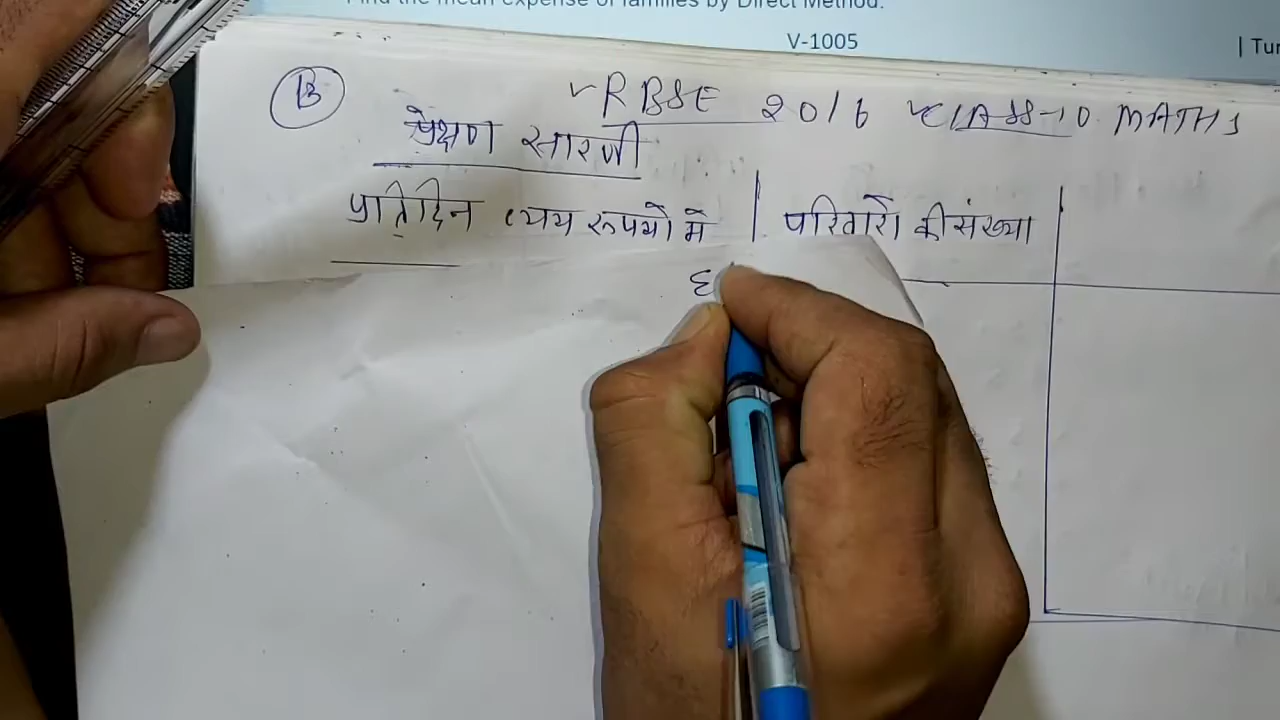 Find the mean expense of families by Direct Method.
V-1005
| Tur
B
RBSE 2016 CLASS-10 MATHS
प्रेक्षण सारणी
प्रतिदिन व्यय रुपयो मे | परिवारो की संख्या